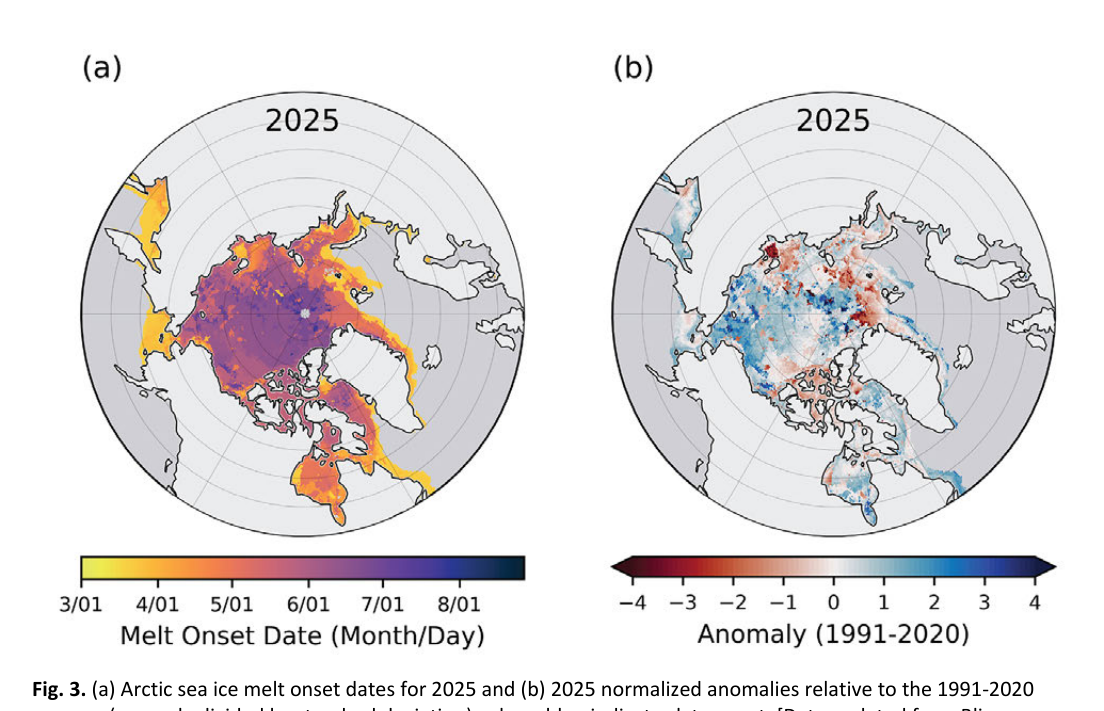 (a)
(b)
2025
2025
3/01 4/01 5/01 6/01 7/01 8/01
Melt Onset Date (Month/Day)
−4 −3 −2 −1 0 1 2 3 4
Anomaly (1991-2020)
Fig. 3. (a) Arctic sea ice melt onset dates for 2025 and (b) 2025 normalized anomalies relative to the 1991-2020